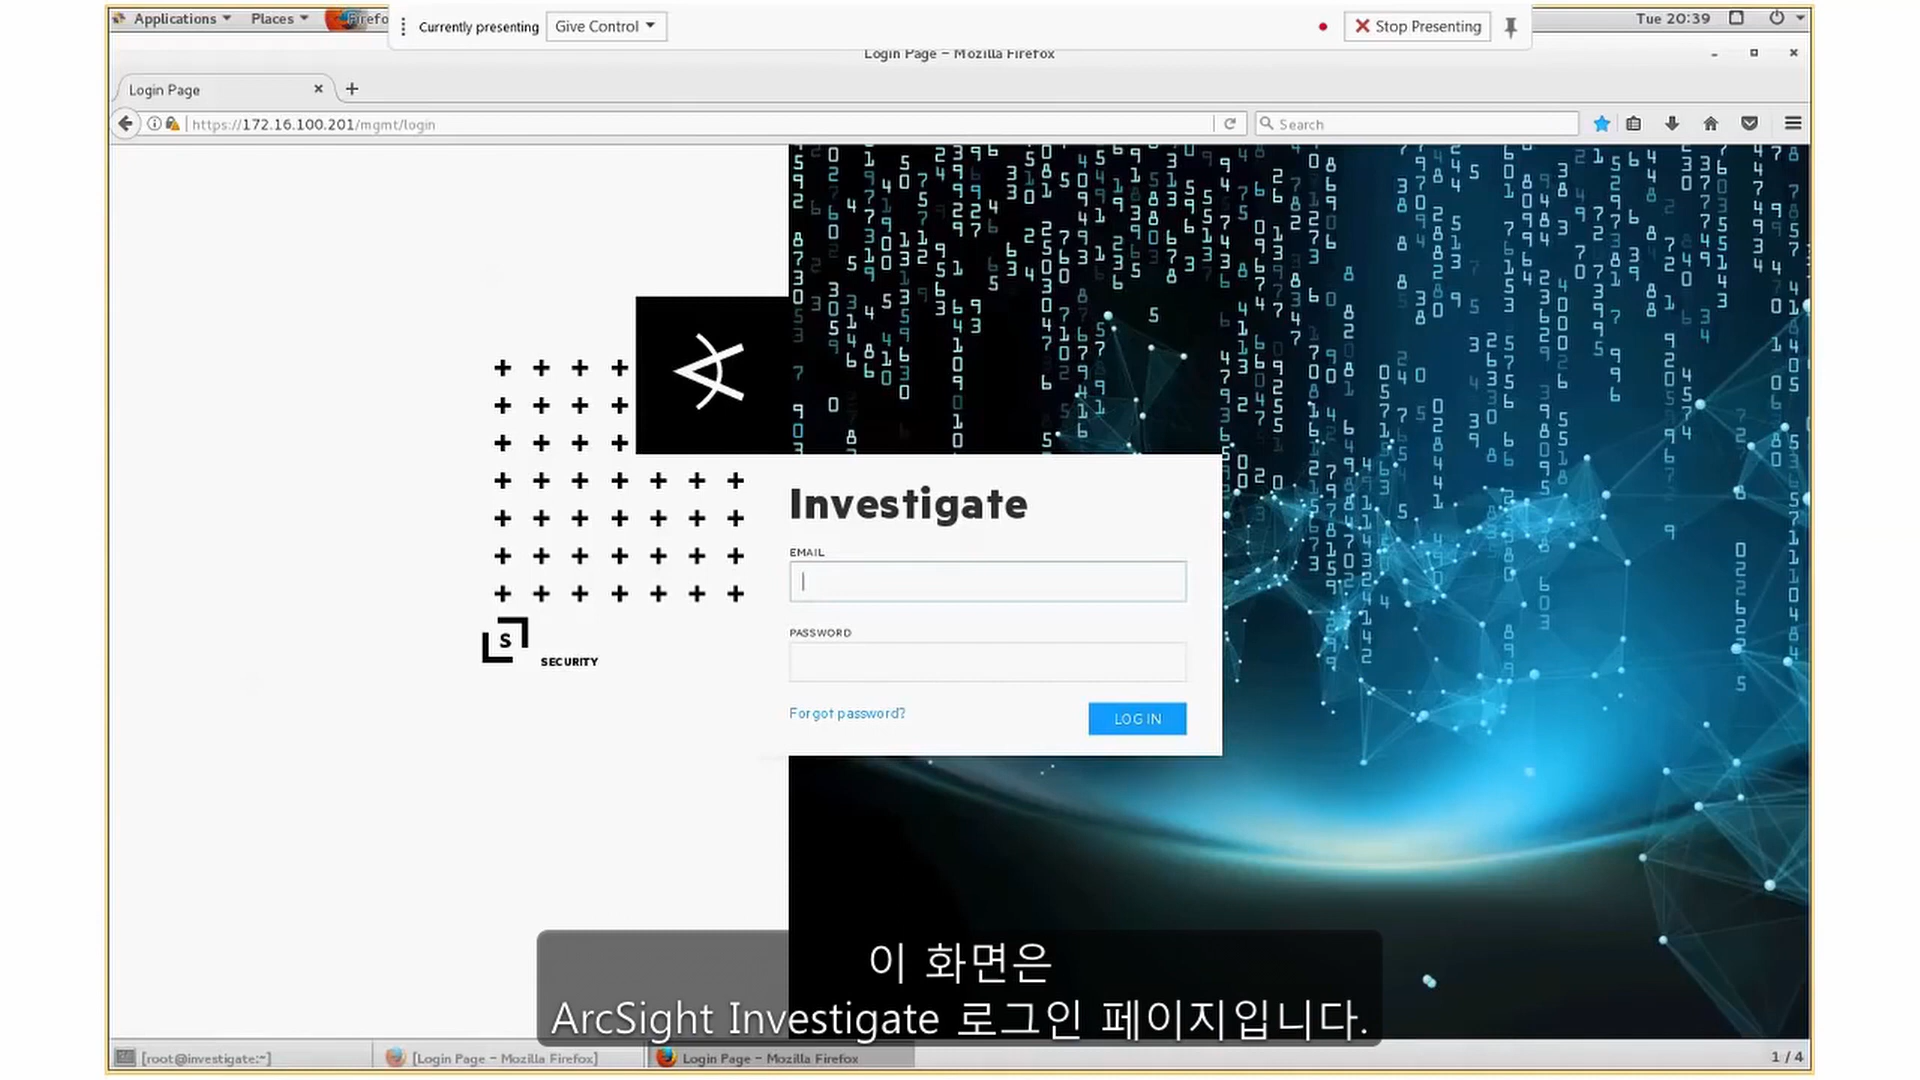 Applications Places Firefo
Currently presenting Give Control
Stop Presenting
Tue 20:39
Login Page - Mozilla Firefox
Login Page
https://172.16.100.201/mgmt/login
Search
Investigate
EMAIL
PASSWORD
Forgot password?
LOG IN
S
SECURITY
이 화면은
ArcSight Investigate 로그인 페이지입니다.
[root@investigate:~]
[Login Page - Mozilla Firefox]
Login Page - Mozilla Firefox
1 / 4